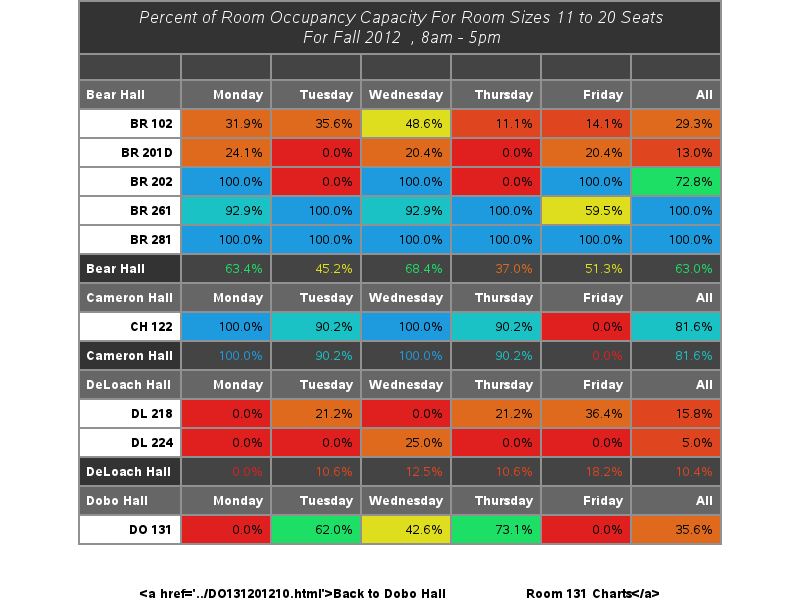 Percent of Room Occupancy Capacity For Room Sizes 11 to 20 Seats
For Fall 2012 , 8am - 5pm
Bear Hall Monday Tuesday Wednesday Thursday Friday All
BR 102 31.9% 35.6% 48.6% 11.1% 14.1% 29.3%
BR 201D 24.1% 0.0% 20.4% 0.0% 20.4% 13.0%
BR 202 100.0% 0.0% 100.0% 0.0% 100.0% 72.8%
BR 261 92.9% 100.0% 92.9% 100.0% 59.5% 100.0%
BR 281 100.0% 100.0% 100.0% 100.0% 100.0% 100.0%
Bear Hall 63.4% 45.2% 68.4% 37.0% 51.3% 63.0%
Cameron Hall Monday Tuesday Wednesday Thursday Friday All
CH 122 100.0% 90.2% 100.0% 90.2% 0.0% 81.6%
Cameron Hall 100.0% 90.2% 100.0% 90.2% 0.0% 81.6%
DeLoach Hall Monday Tuesday Wednesday Thursday Friday All
DL 218 0.0% 21.2% 0.0% 21.2% 36.4% 15.8%
DL 224 0.0% 0.0% 25.0% 0.0% 0.0% 5.0%
DeLoach Hall 0.0% 10.6% 12.5% 10.6% 18.2% 10.4%
Dobo Hall Monday Tuesday Wednesday Thursday Friday All
DO 131 0.0% 62.0% 42.6% 73.1% 0.0% 35.6%
<a href='../DO131201210.html'>Back to Dobo Hall Room 131 Charts</a>